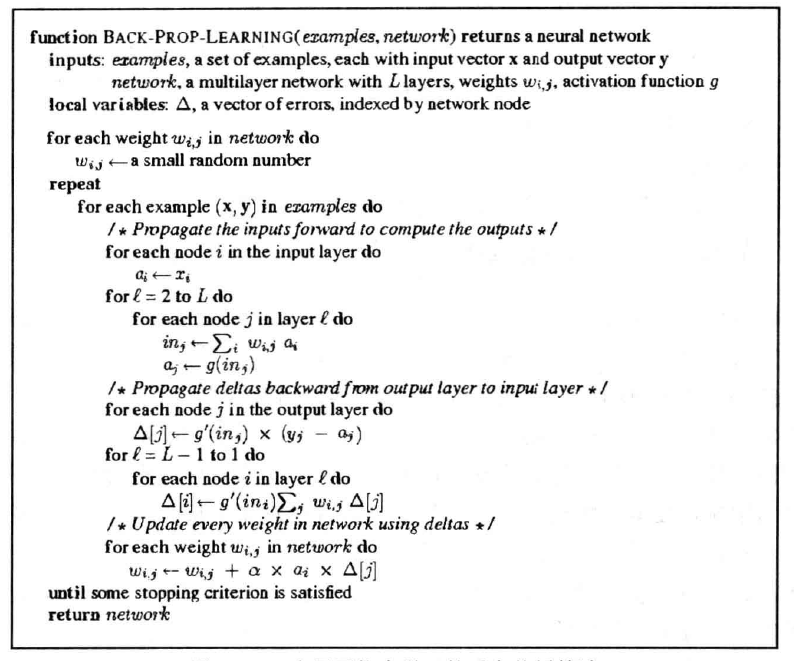 function BACK-PROP-LEARNING(examples, network) returns a neural network
inputs: examples, a set of examples, each with input vector x and output vector y
network, a multilayer network with L layers, weights w_{i,j}, activation function g
local variables: Δ, a vector of errors, indexed by network node
for each weight w_{i,j} in network do
w_{i,j} ← a small random number
repeat
for each example (x, y) in examples do
/* Propagate the inputs forward to compute the outputs */
for each node i in the input layer do
a_i ← x_i
for ℓ = 2 to L do
for each node j in layer ℓ do
in_j ← ∑_i w_{i,j} a_i
a_j ← g(in_j)
/* Propagate deltas backward from output layer to input layer */
for each node j in the output layer do
Δ[j] ← g′(in_j) × (y_j − a_j)
for ℓ = L − 1 to 1 do
for each node i in layer ℓ do
Δ[i] ← g′(in_i)∑_j w_{i,j} Δ[j]
/* Update every weight in network using deltas */
for each weight w_{i,j} in network do
w_{i,j} ← w_{i,j} + α × a_i × Δ[j]
until some stopping criterion is satisfied
return network